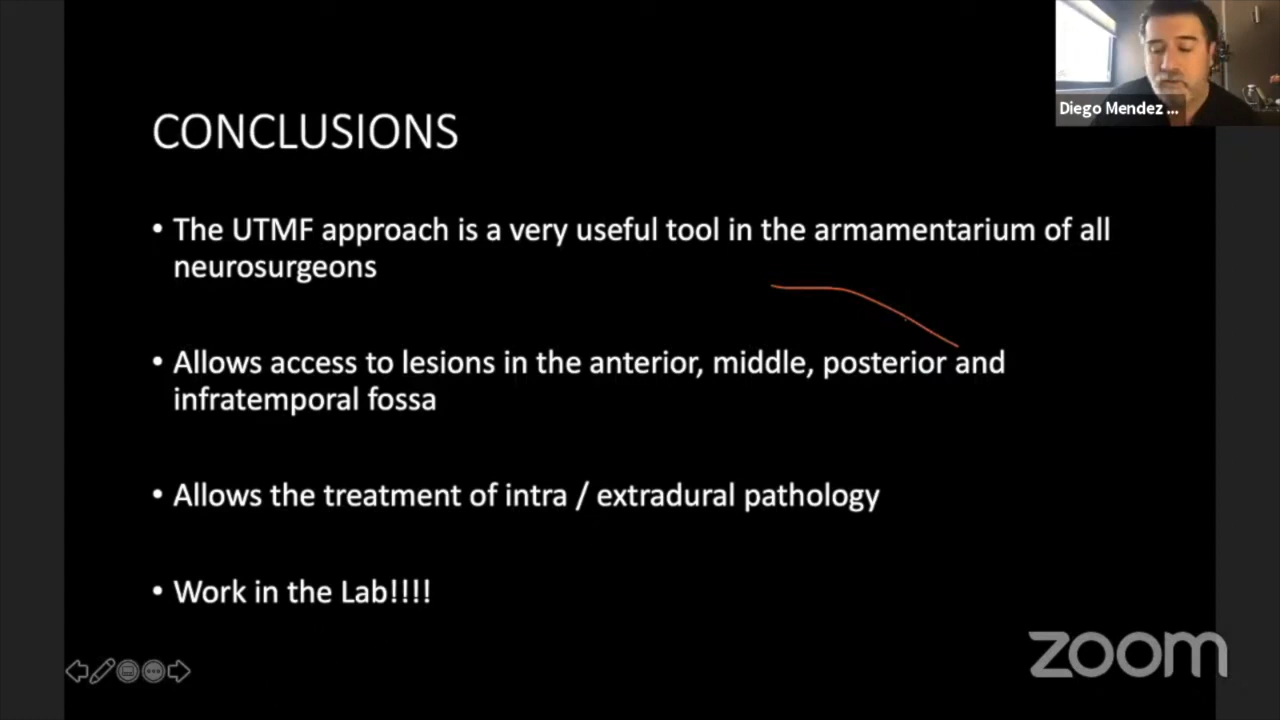 Diego Mendez ...
CONCLUSIONS
• The UTMF approach is a very useful tool in the armamentarium of all
neurosurgeons
• Allows access to lesions in the anterior, middle, posterior and
infratemporal fossa
• Allows the treatment of intra / extradural pathology
• Work in the Lab!!!!
zoom